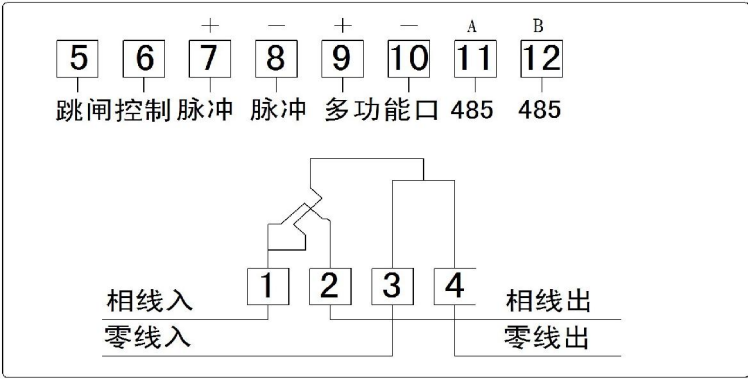 + - + - A B
5 6 7 8 9 10 11 12
跳闸控制 脉冲 脉冲 多功能口 485 485
1 2 3 4
相线入 相线出
零线入 零线出